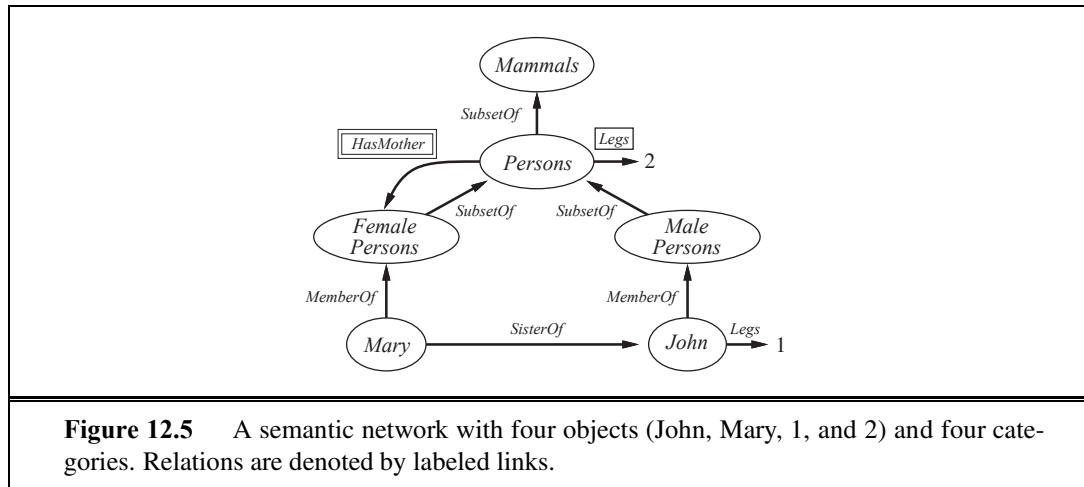 Mammals
SubsetOf
HasMother
Legs
Persons
2
SubsetOf
SubsetOf
Female
Persons
Male
Persons
MemberOf
MemberOf
Mary
SisterOf
John
Legs
1
Figure 12.5 A semantic network with four objects (John, Mary, 1, and 2) and four cate-
gories. Relations are denoted by labeled links.